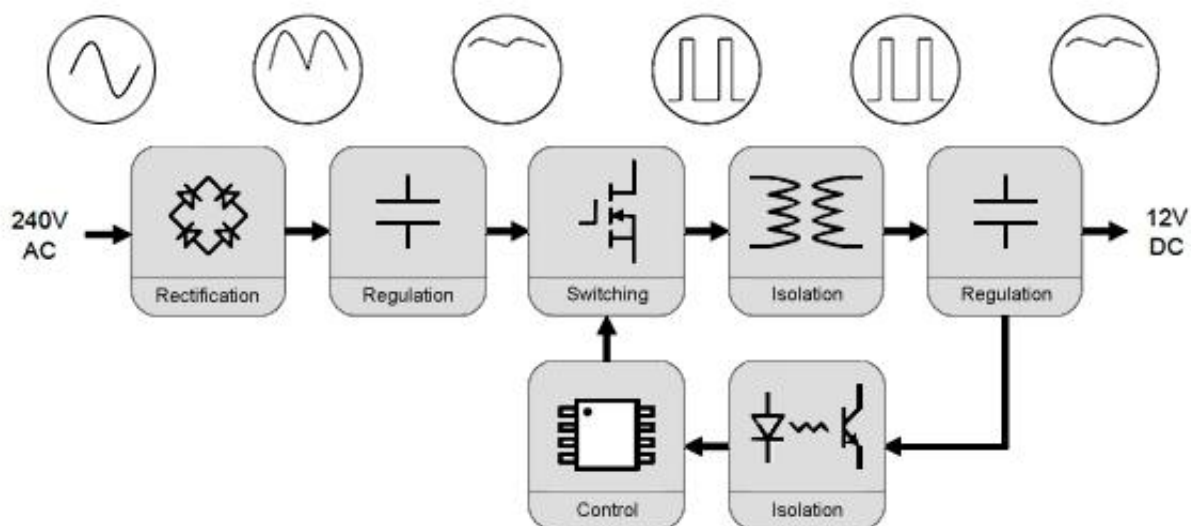 240V
AC
Rectification
Regulation
Switching
Isolation
Regulation
12V
DC
Control
Isolation